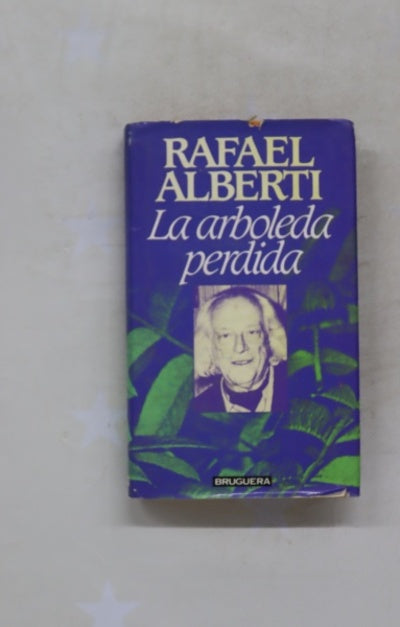 RAFAEL
ALBERTI
La arboleda
perdida
BRUGUERA